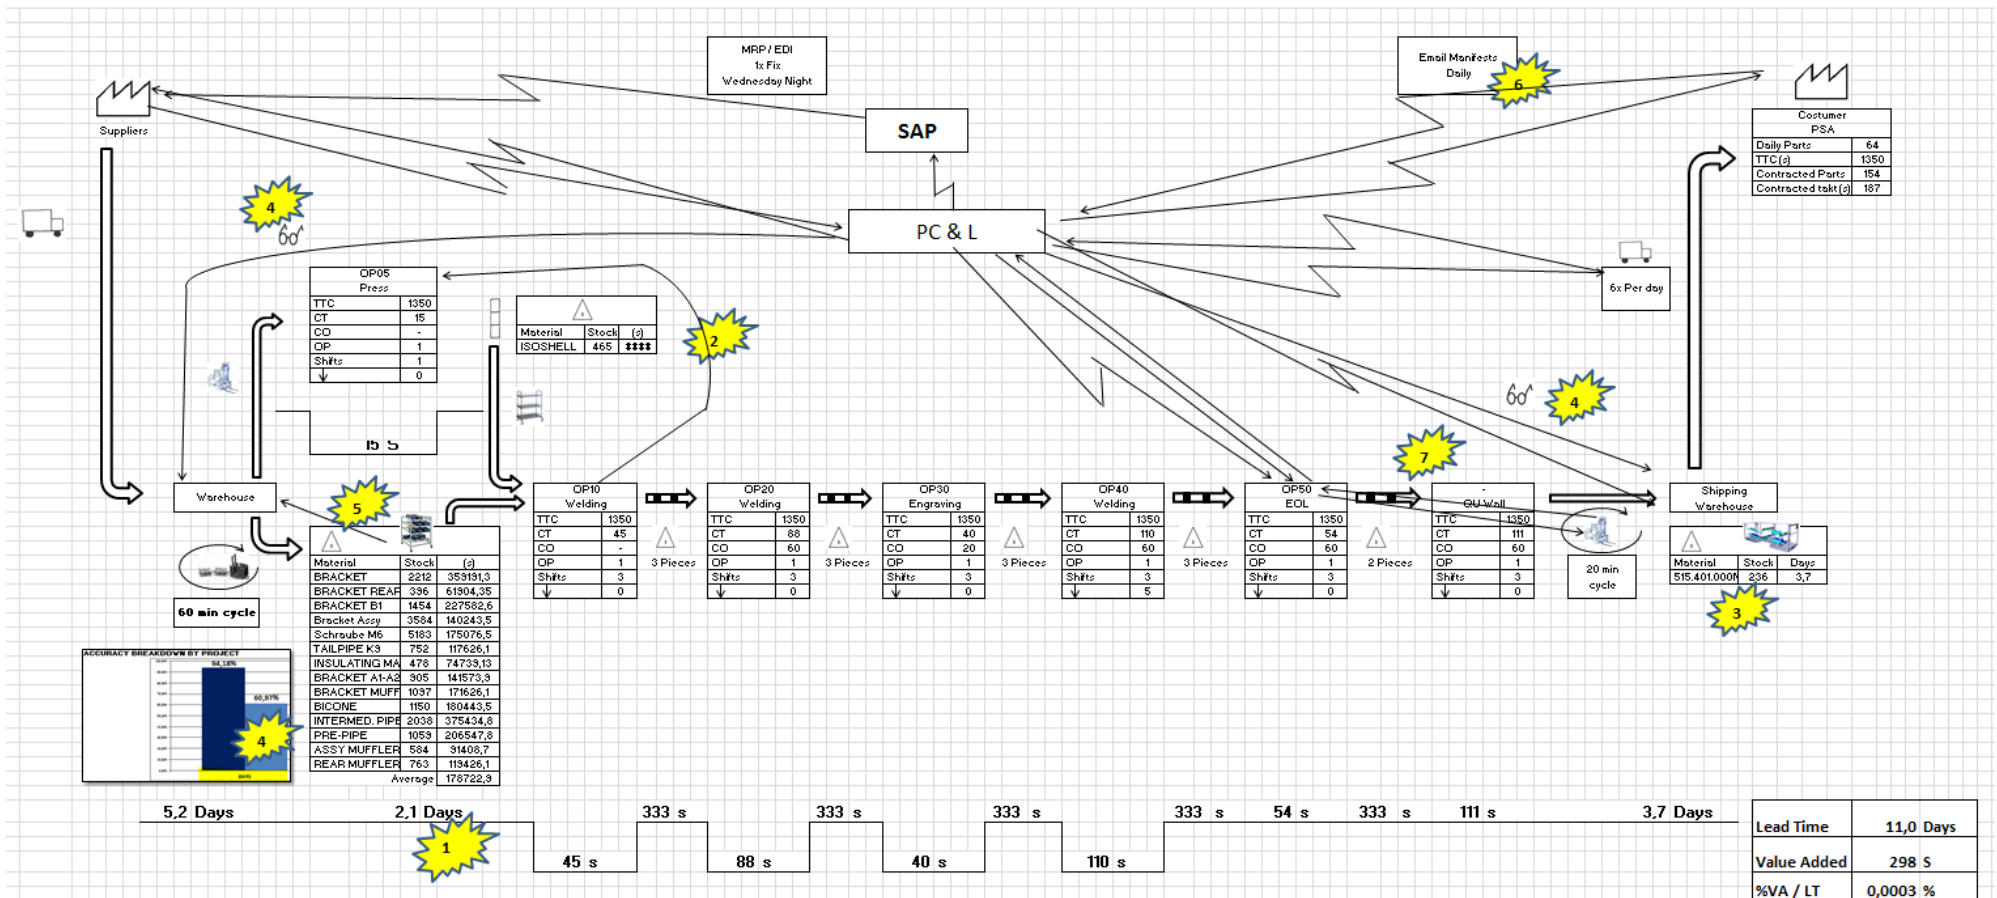 MRP / EDI
1x Fix
Wednesday Night
Email Manifests
Daily
6
Suppliers
SAP
Costumer
PSA
Daily Parts 64
TTC (s) 1350
Contracted Parts 154
Contracted takt (s) 187
4
PC & L
6x Per day
OP05
Press
TTC 1350
CT 15
CO -
OP 1
Shifts 1
0
Material Stock (s)
ISOSHELL 465 ****
2
15 S
4
7
5
Warehouse
60 min cycle
Material Stock (s)
BRACKET 2212 359191,3
BRACKET REAF 396 61904,35
BRACKET B1 1454 227582,6
Bracket Assy 3584 140243,5
Schraube M6 5183 175076,5
TAILPIPE K9 752 117626,1
INSULATING MA 478 74739,13
BRACKET A1-A2 905 141573,9
BRACKET MUFF 1097 171626,1
BICONE 1150 180443,5
INTERMED. PIPE 2038 375434,8
PRE-PIPE 1059 206547,8
ASSY MUFFLER 584 91408,7
REAR MUFFLER 763 119426,1
Average 178722,9
OP10
Welding
TTC 1350
CT 45
CO -
OP 1
Shifts 3
0
3 Pieces
OP20
Welding
TTC 1350
CT 88
CO 60
OP 1
Shifts 3
0
3 Pieces
OP30
Engraving
TTC 1350
CT 40
CO 20
OP 1
Shifts 3
0
3 Pieces
OP40
Welding
TTC 1350
CT 110
CO 60
OP 1
Shifts 3
5
3 Pieces
OP50
EOL
TTC 1350
CT 54
CO 60
OP 1
Shifts 3
0
2 Pieces
-
QU Wall
TTC 1350
CT 111
CO 60
OP 1
Shifts 3
0
20 min
cycle
Shipping
Warehouse
Material Stock Days
515.401.000N 236 3,7
3
ACCURACY BREAKDOWN BY PROJECT
94,18%
60,97%
4
5,2 Days 2,1 Days 333 s 333 s 333 s 333 s 54 s 333 s 111 s 3,7 Days
1
45 s 88 s 40 s 110 s
Lead Time 11,0 Days
Value Added 298 S
%VA / LT 0,0003 %